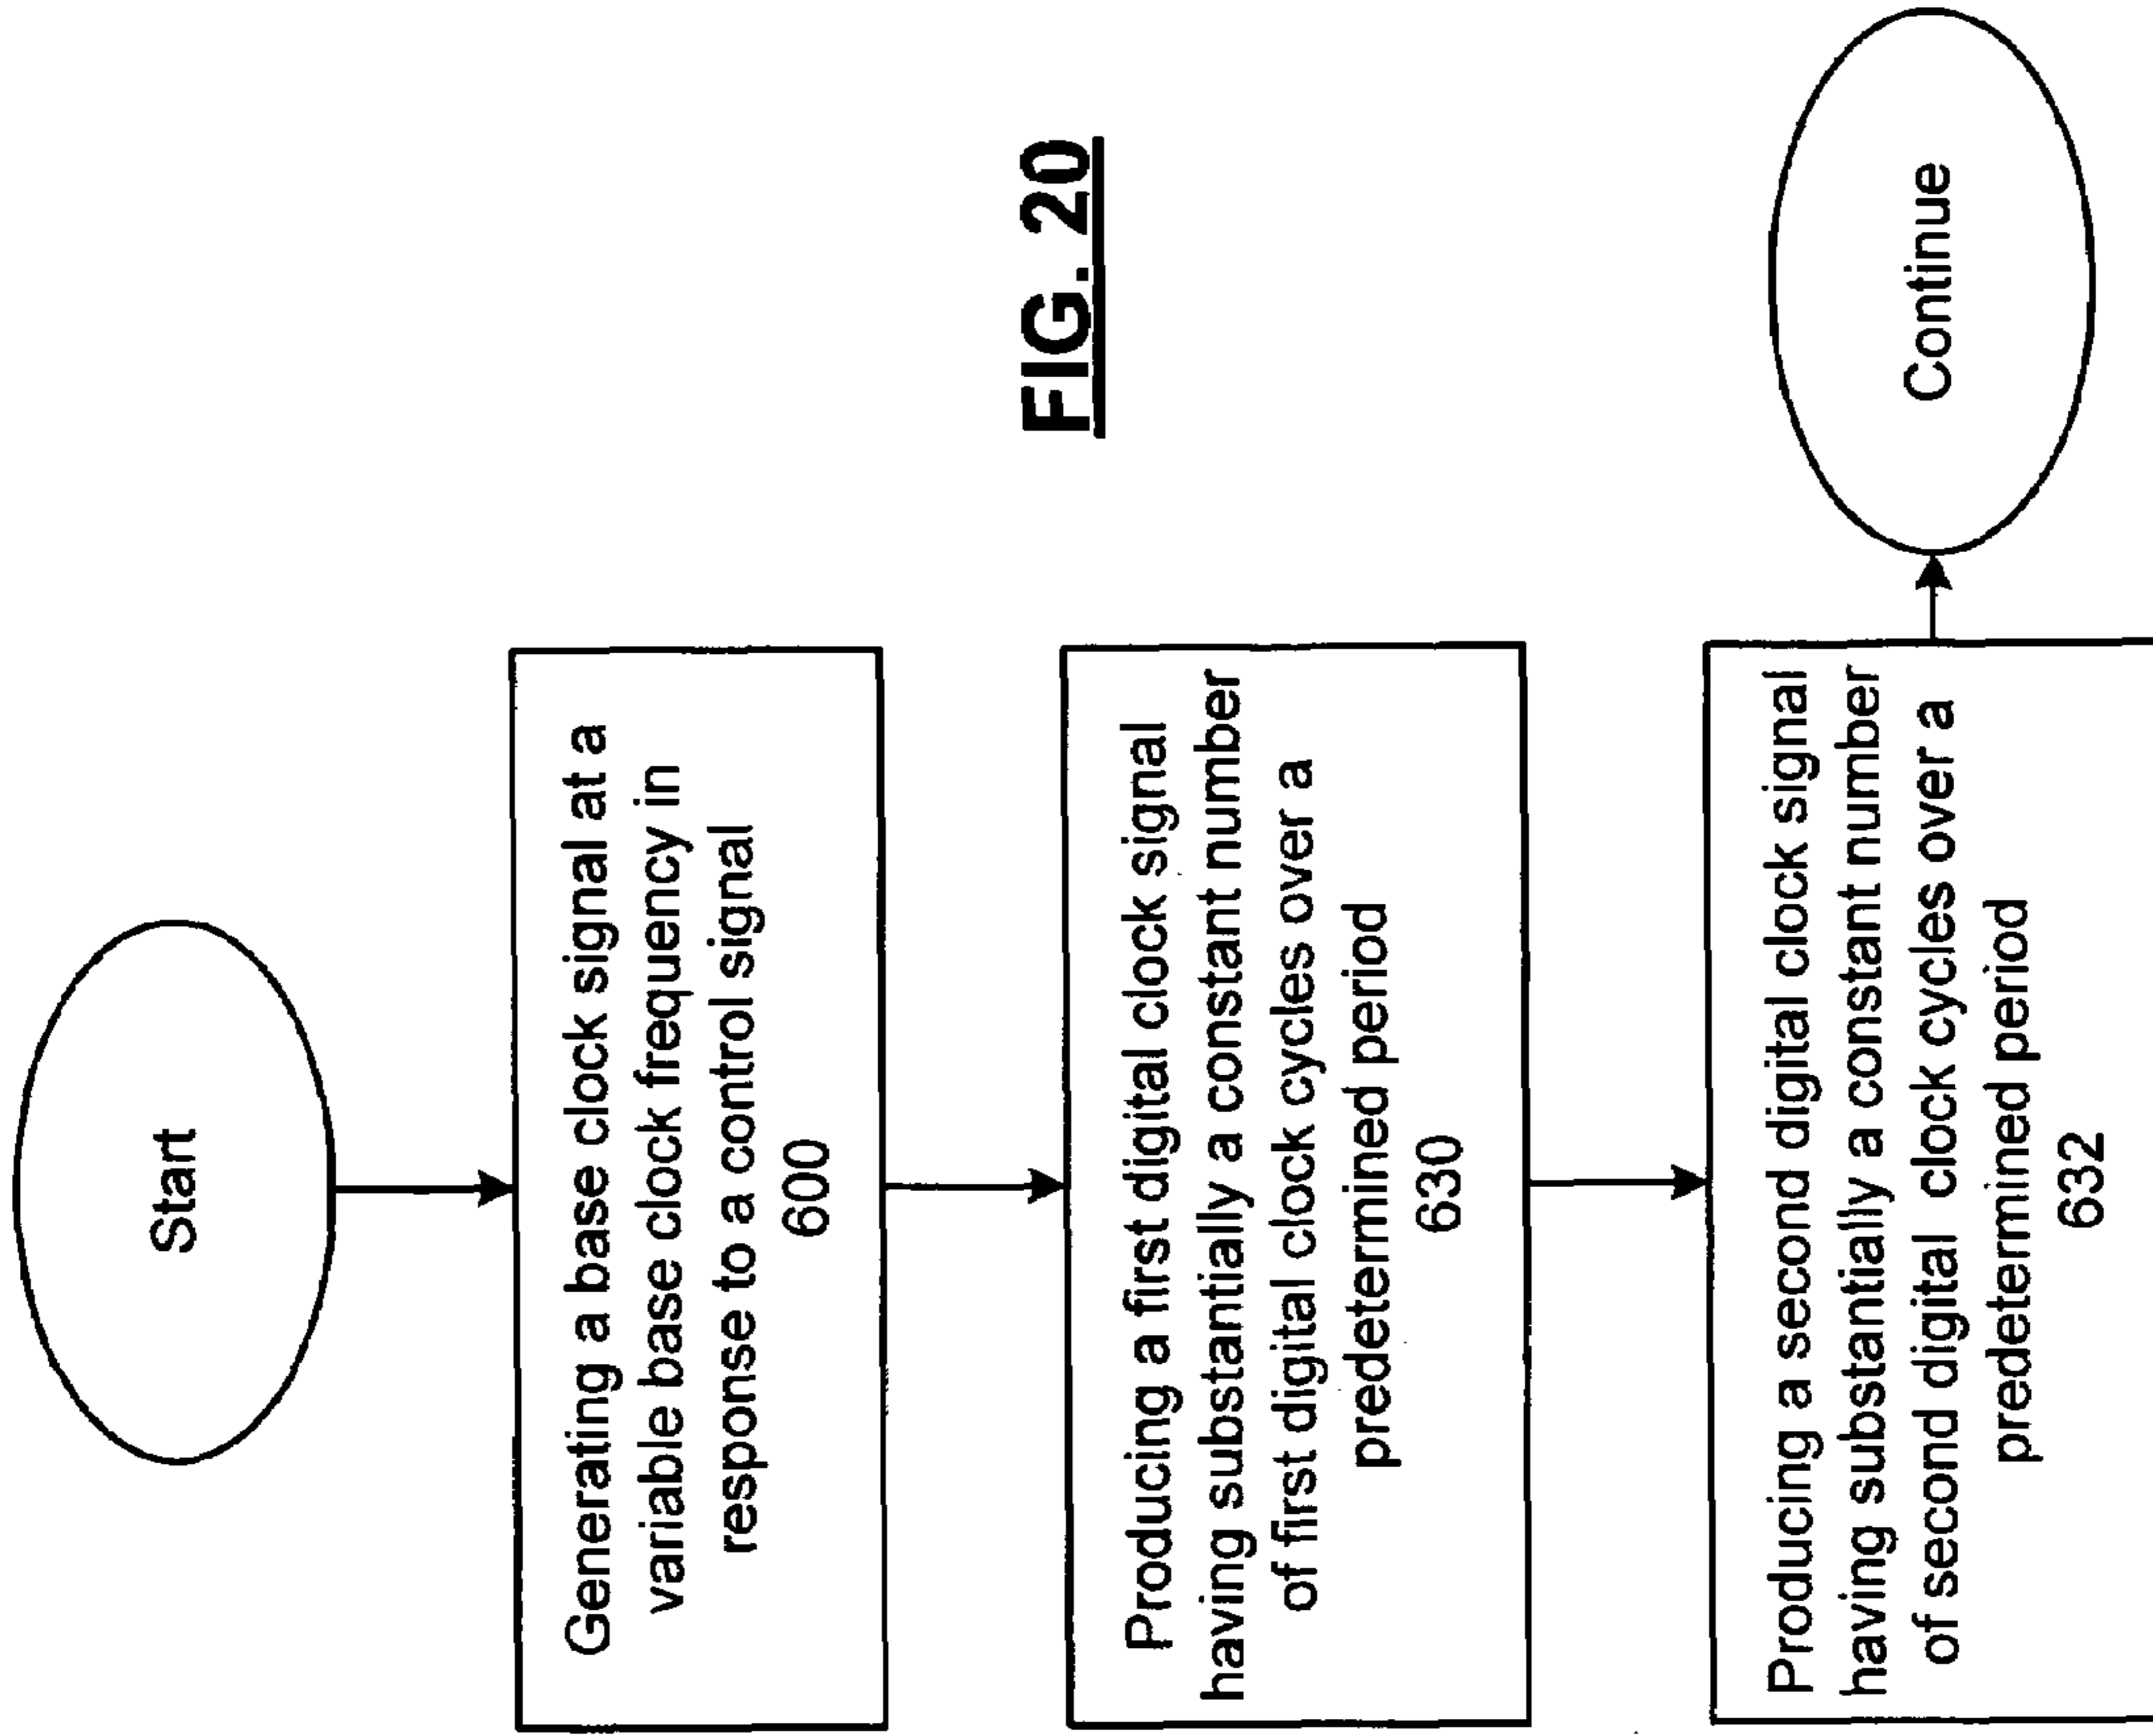 Start
Generating a base clock signal at a
variable base clock frequency in
response to a control signal
600
Producing a first digital clock signal
having substantially a constant number
of first digital clock cycles over a
predetermined period
630
Producing a second digital clock signal
having substantially a constant number
of second digital clock cycles over a
predetermined period
632
Continue
FIG. 20